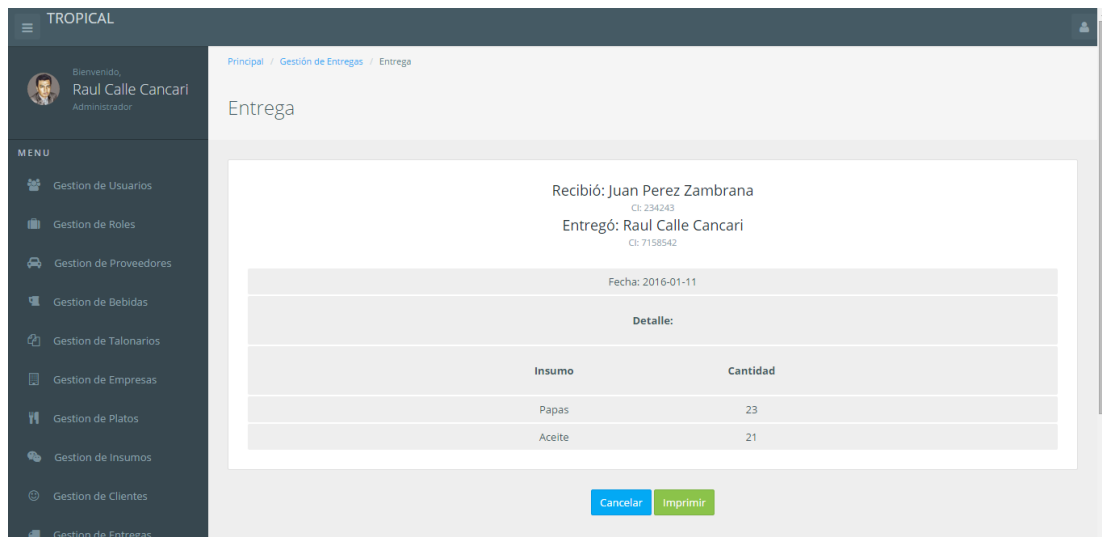 TROPICAL
Bienvenido,
Raul Calle Cancari
Administrador
MENU
Gestion de Usuarios
Gestion de Roles
Gestion de Proveedores
Gestion de Bebidas
Gestion de Talonarios
Gestion de Empresas
Gestion de Platos
Gestion de Insumos
Gestion de Clientes
Gestion de Entregas
Principal / Gestión de Entregas / Entrega
Entrega
Recibió: Juan Perez Zambrana
CI: 234243
Entregó: Raul Calle Cancari
CI: 7158542
Fecha: 2016-01-11
Detalle:
Insumo Cantidad
Papas 23
Aceite 21
Cancelar Imprimir